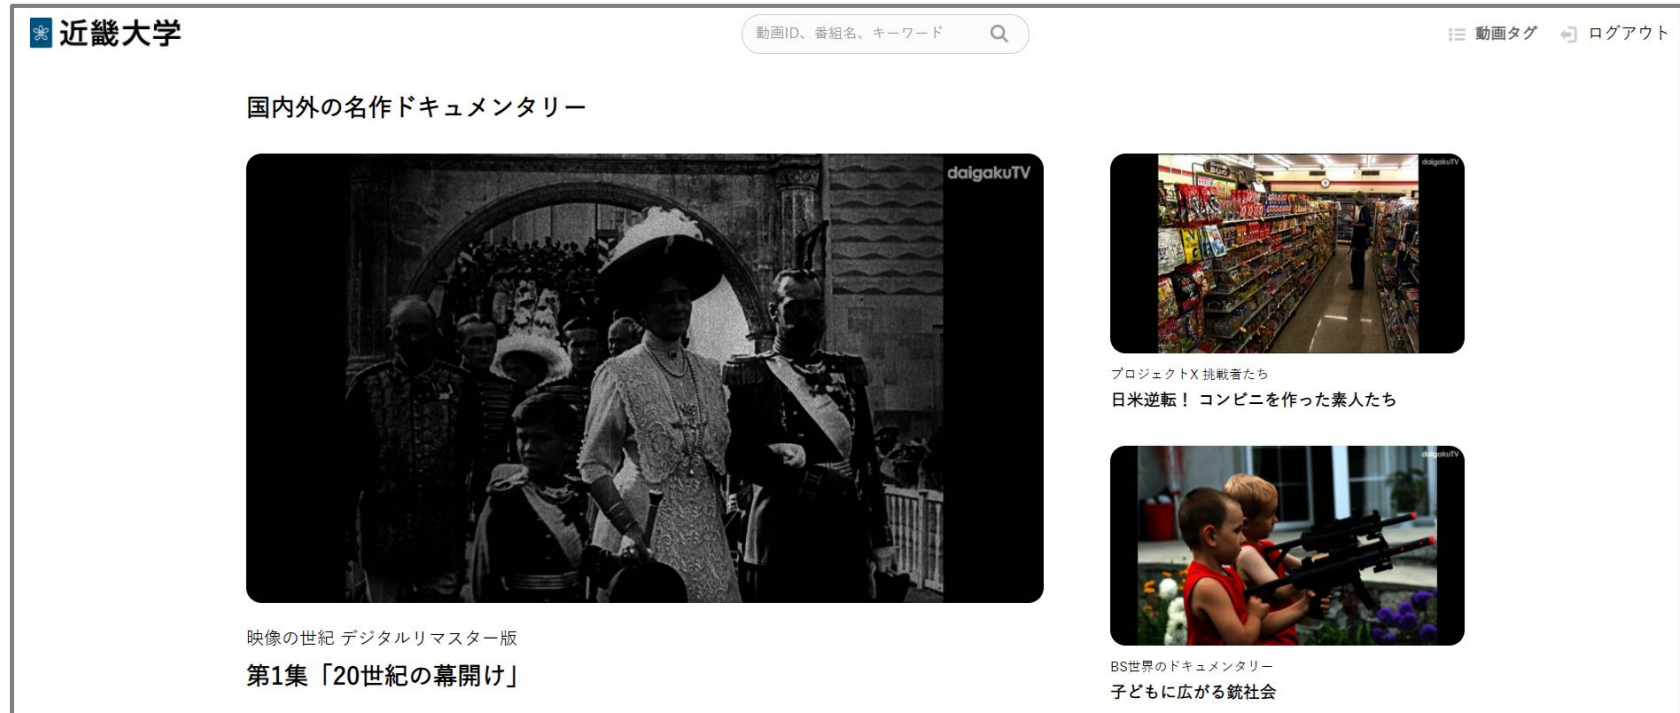 近畿大学
動画ID、番組名、キーワード
動画タグ
ログアウト
国内外の名作ドキュメンタリー
daigakuTV
映像の世紀 デジタルリマスター版
第1集「20世紀の幕開け」
daigakuTV
プロジェクトX 挑戦者たち
日米逆転！ コンビニを作った素人たち
daigakuTV
BS世界のドキュメンタリー
子どもに広がる銃社会